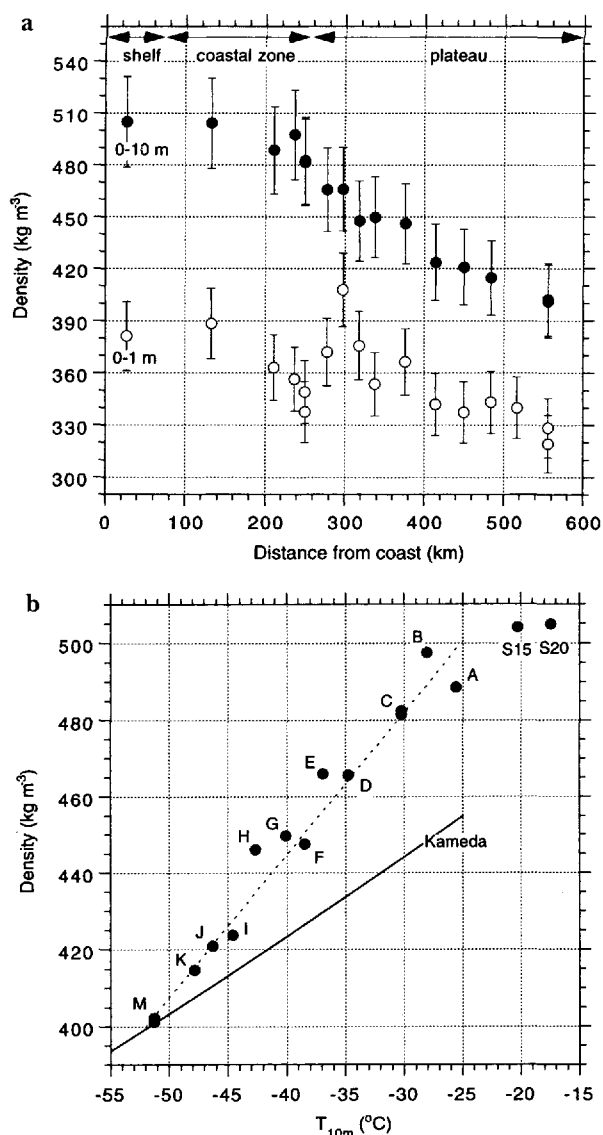 a
shelf coastal zone plateau
540
510
480
450
420
390
360
330
300
Density (kg m-3)
0-10 m
0-1 m
0 100 200 300 400 500 600
Distance from coast (km)
b
500
480
460
440
420
400
Density (kg m-3)
B
S15 S20
A
C
E
D
H G
F
Kameda
J I
K
M
-55 -50 -45 -40 -35 -30 -25 -20 -15
T10m (oC)